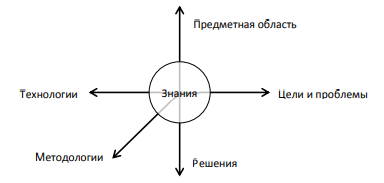 Предметная область
Технологии
Знания
Цели и проблемы
Методологии
Решения